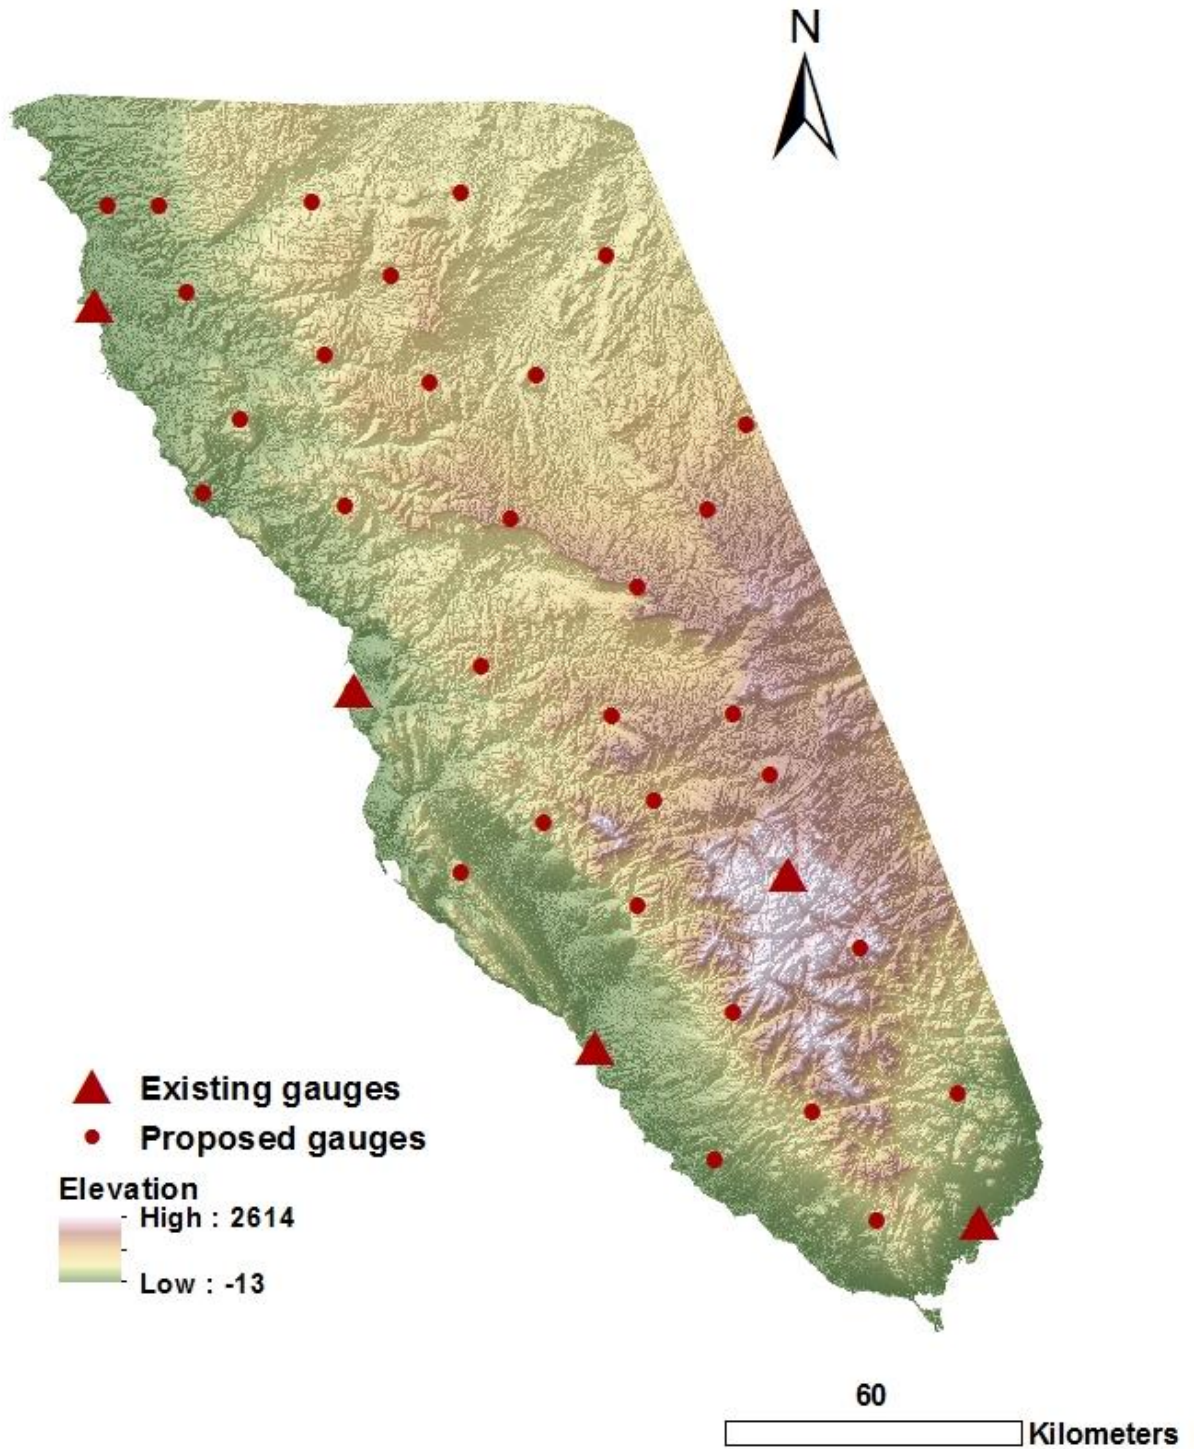 N
Existing gauges
Proposed gauges
Elevation
High : 2614
Low : -13
60
Kilometers